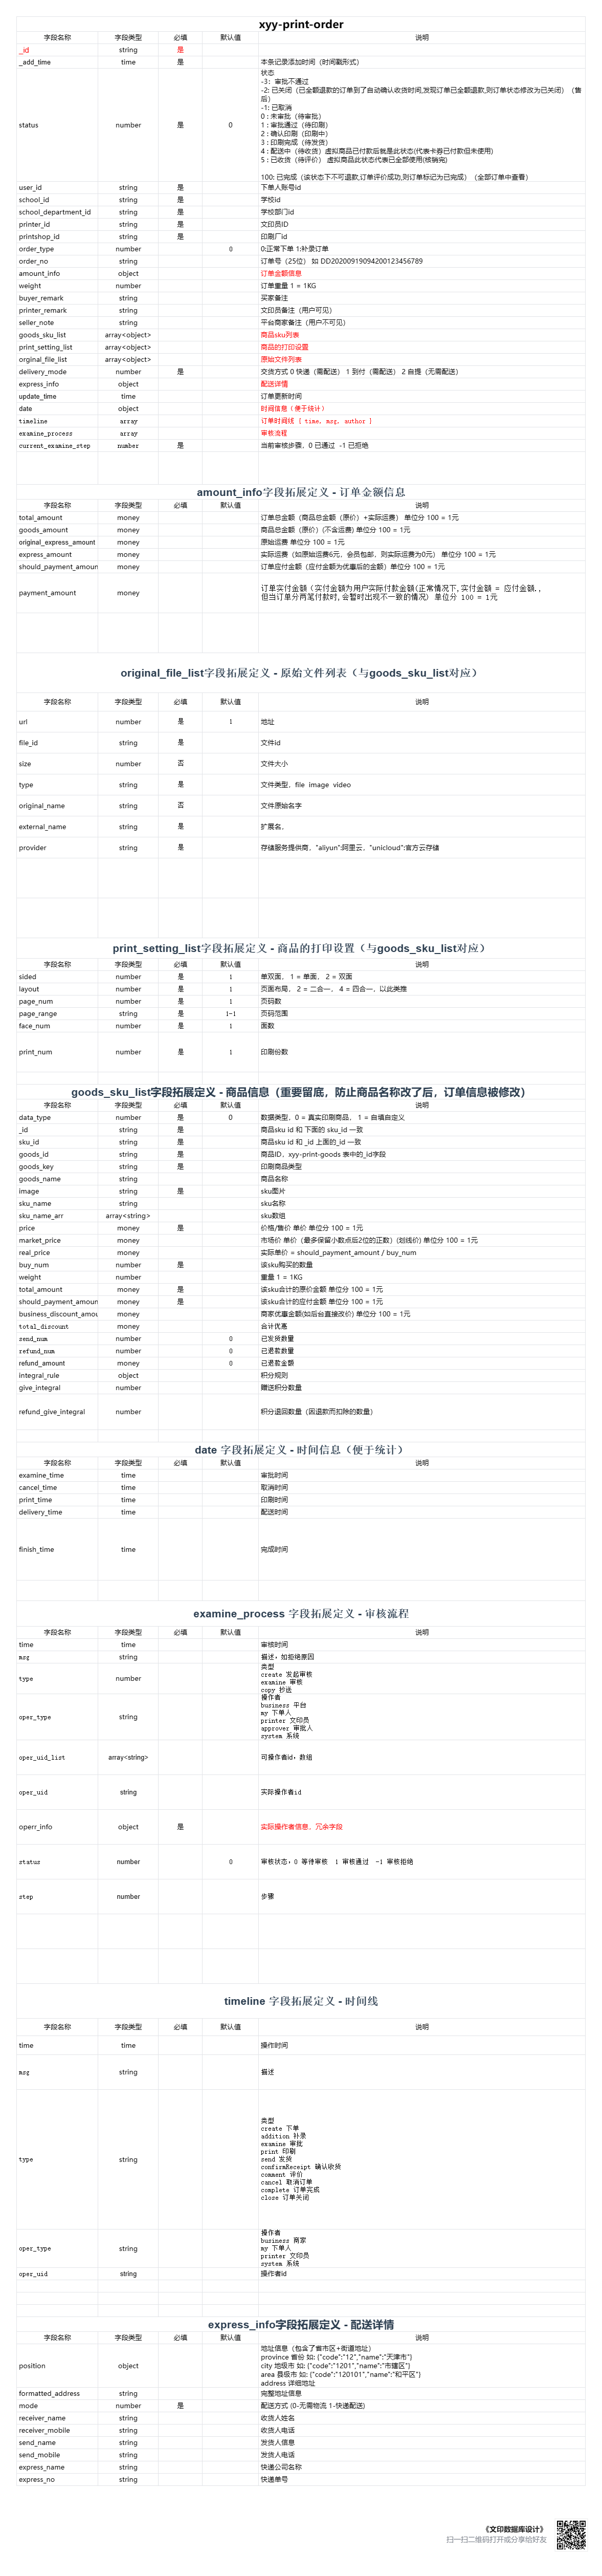 xyy-print-order
字段名称 字段类型 必填 默认值 说明
_id string 是
_add_time time 是 本条记录添加时间（时间戳形式）
status number 是 0 状态
-3：审批不通过
-2: 已关闭（已全额退款的订单到了自动确认收货时间,发现订单已全额退款,则订单状态修改为已关闭）（售后）
-1: 已取消
0 : 未审批（待审批）
1 : 审批通过（待印刷）
2 : 确认印刷（印刷中）
3 : 印刷完成（待发货）
4 : 配送中（待收货）虚拟商品已付款后就是此状态(代表卡券已付款但未使用)
5 : 已收货（待评价） 虚拟商品此状态代表已全部使用(核销完)
100: 已完成（该状态下不可退款,订单评价成功,则订单标记为已完成）（全部订单中查看）
user_id string 是 下单人账号id
school_id string 是 学校id
school_department_id string 是 学校部门id
printer_id string 是 文印员ID
printshop_id string 是 印刷厂id
order_type number 0 0:正常下单 1:补录订单
order_no string 订单号（25位） 如 DD20200919094200123456789
amount_info object 订单金额信息
weight number 订单重量 1 = 1KG
buyer_remark string 买家备注
printer_remark string 文印员备注（用户可见）
seller_note string 平台商家备注（用户不可见）
goods_sku_list array<object> 商品sku列表
print_setting_list array<object> 商品的打印设置
orginal_file_list array<object> 原始文件列表
delivery_mode number 是 交货方式 0 快递（需配送） 1 到付（需配送） 2 自提（无需配送）
express_info object 配送详情
update_time time 订单更新时间
date object 时间信息（便于统计）
timeline array 订单时间线 [ time, msg, author ]
examine_process array 审核流程
current_examine_step number 是 当前审核步骤，0 已通过 -1 已拒绝
amount_info字段拓展定义 - 订单金额信息
字段名称 字段类型 必填 默认值 说明
total_amount money 订单总金额（商品总金额（原价）+实际运费） 单位分 100 = 1元
goods_amount money 商品总金额（原价）(不含运费) 单位分 100 = 1元
original_express_amount money 原始运费 单位分 100 = 1元
express_amount money 实际运费（如原始运费6元，会员包邮，则实际运费为0元） 单位分 100 = 1元
should_payment_amoun money 订单应付金额（应付金额为优惠后的金额）单位分 100 = 1元
payment_amount money 订单实付金额（实付金额为用户实际付款金额(正常情况下,实付金额 = 应付金额.,
但当订单分两笔付款时,会暂时出现不一致的情况） 单位分 100 = 1元
original_file_list字段拓展定义 - 原始文件列表（与goods_sku_list对应）
字段名称 字段类型 必填 默认值 说明
url number 是 1 地址
file_id string 是 文件id
size number 否 文件大小
type string 是 文件类型，file image video
original_name string 否 文件原始名字
external_name string 是 扩展名，
provider string 是 存储服务提供商，"aliyun":阿里云，"unicloud":官方云存储
print_setting_list字段拓展定义 - 商品的打印设置（与goods_sku_list对应）
字段名称 字段类型 必填 默认值 说明
sided number 是 1 单双面， 1 = 单面， 2 = 双面
layout number 是 1 页面布局， 2 = 二合一， 4 = 四合一，以此类推
page_num number 是 1 页码数
page_range string 是 1-1 页码范围
face_num number 是 1 面数
print_num number 是 1 印刷份数
goods_sku_list字段拓展定义 - 商品信息（重要留底，防止商品名称改了后，订单信息被修改）
字段名称 字段类型 必填 默认值 说明
data_type number 是 0 数据类型，0 = 真实印刷商品， 1 = 自填自定义
_id string 是 商品sku id 和 下面的 sku_id 一致
sku_id string 是 商品sku id 和 _id 上面的_id 一致
goods_id string 是 商品ID，xyy-print-goods 表中的_id字段
goods_key string 是 印刷商品类型
goods_name string 商品名称
image string 是 sku图片
sku_name string sku名称
sku_name_arr array<string> sku数组
price money 是 价格/售价 单价 单位分 100 = 1元
market_price money 市场价 单价（最多保留小数点后2位的正数）(划线价) 单位分 100 = 1元
real_price money 实际单价 = should_payment_amount / buy_num
buy_num number 是 该sku购买的数量
weight number 重量 1 = 1KG
total_amount money 是 该sku合计的原价金额 单位分 100 = 1元
should_payment_amoun money 是 该sku合计的应付金额 单位分 100 = 1元
business_discount_amou money 商家优惠金额(如后台直接改价) 单位分 100 = 1元
total_discount money 合计优惠
send_num number 0 已发货数量
refund_num number 0 已退款数量
refund_amount money 0 已退款金额
integral_rule object 积分规则
give_integral number 赠送积分数量
refund_give_integral number 积分退回数量（因退款而扣除的数量）
date 字段拓展定义 - 时间信息（便于统计）
字段名称 字段类型 必填 默认值 说明
examine_time time 审批时间
cancel_time time 取消时间
print_time time 印刷时间
delivery_time time 配送时间
finish_time time 完成时间
examine_process 字段拓展定义 - 审核流程
字段名称 字段类型 必填 默认值 说明
time time 审核时间
msg string 描述，如拒绝原因
type number 类型
create 发起审核
examine 审核
copy 抄送
oper_type string 操作者
business 平台
my 下单人
printer 文印员
approver 审批人
system 系统
oper_uid_list array<string> 可操作者id，数组
oper_uid string 实际操作者id
operr_info object 是 实际操作者信息，冗余字段
status number 0 审核状态，0 等待审核 1 审核通过 -1 审核拒绝
step number 步骤
timeline 字段拓展定义 - 时间线
字段名称 字段类型 必填 默认值 说明
time time 操作时间
msg string 描述
type string 类型
create 下单
addition 补录
examine 审批
print 印刷
send 发货
confirmReceipt 确认收货
comment 评价
cancel 取消订单
complete 订单完成
close 订单关闭
oper_type string 操作者
business 商家
my 下单人
printer 文印员
system 系统
oper_uid string 操作者id
express_info字段拓展定义 - 配送详情
字段名称 字段类型 必填 默认值 说明
position object 地址信息（包含了省市区+街道地址）
province 省份 如: {"code":"12","name":"天津市"}
city 地级市 如: {"code":"1201","name":"市辖区"}
area 县级市 如: {"code":"120101","name":"和平区"}
address 详细地址
formatted_address string 完整地址信息
mode number 是 配送方式 (0-无需物流 1-快递配送)
receiver_name string 收货人姓名
receiver_mobile string 收货人电话
send_name string 发货人信息
send_mobile string 发货人电话
express_name string 快递公司名称
express_no string 快递单号
《文印数据库设计》
扫一扫二维码打开或分享给好友